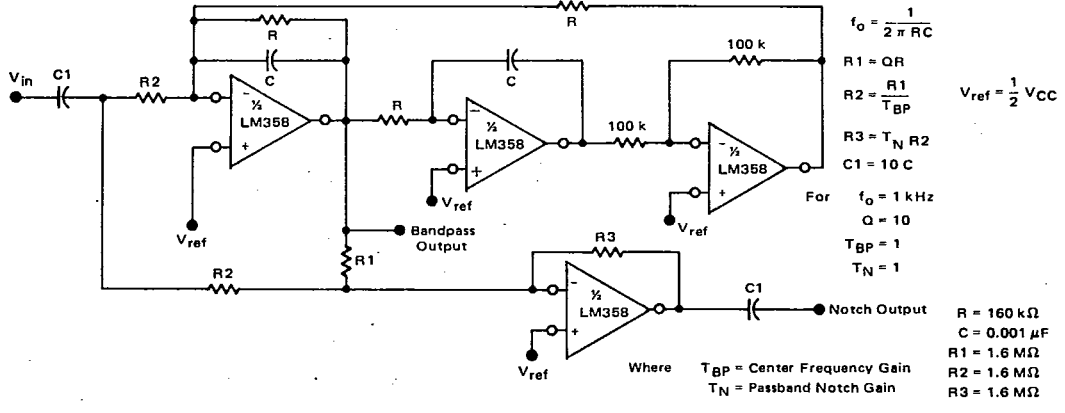 R
R
C
C1
R2
Vin
–
½
LM358
+
Vref
R
C
–
½
LM358
+
Vref
100 k
100 k
–
½
LM358
+
Vref
Bandpass
Output
R1
R2
R3
–
½
LM358
+
Vref
C1
Notch Output
fo = 1 / 2 π RC
R1 = QR
R2 = R1 / TBP
R3 = TN R2
C1 = 10 C
Vref = 1/2 VCC
For fo = 1 kHz
Q = 10
TBP = 1
TN = 1
R = 160 kΩ
C = 0.001 μF
R1 = 1.6 MΩ
R2 = 1.6 MΩ
R3 = 1.6 MΩ
Where TBP = Center Frequency Gain
TN = Passband Notch Gain